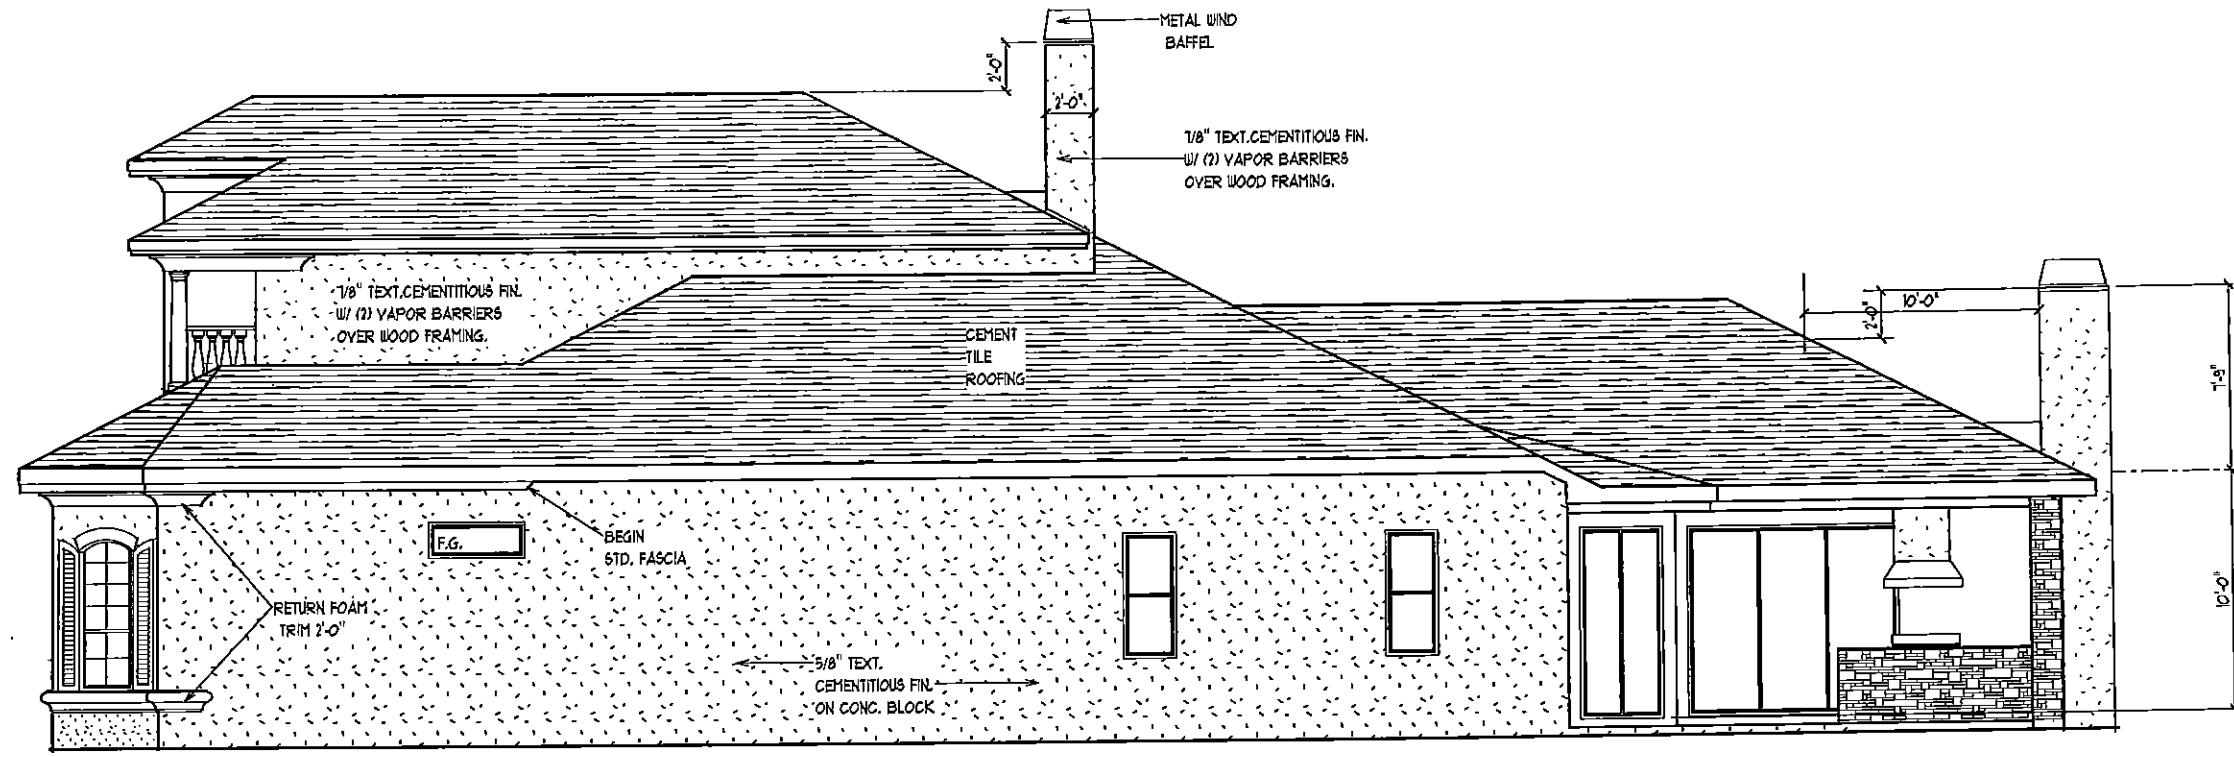 METAL WIND
BAFFEL
2'-0"
2'-0"
7/8" TEXT.CEMENTITIOUS FIN.
W/ (2) VAPOR BARRIERS
OVER WOOD FRAMING.
7/8" TEXT.CEMENTITIOUS FIN.
W/ (2) VAPOR BARRIERS
OVER WOOD FRAMING.
CEMENT
TILE
ROOFING
2'-0"
10'-0"
7'-9"
10'-0"
F.G.
BEGIN
STD. FASCIA
RETURN FOAM
TRIM 2'-0"
5/8" TEXT.
CEMENTITIOUS FIN.
ON CONC. BLOCK